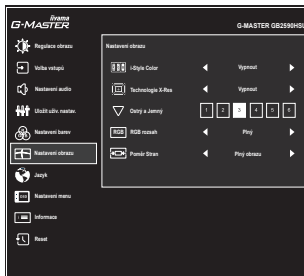 iiyama
G-MASTER
G-MASTER GB2590HSU
Regulace obrazu
Volba vstupů
Nastavení audio
Uložit uživ. nastav.
Nastavení barev
Nastavení obrazu
Jazyk
Nastavení menu
Informace
Reset
Nastavení obrazu
i-Style Color
Vypnout
Technologie X-Res
Vypnout
Ostrý a Jemný
1 2 3 4 5 6
RGB RGB rozsah
Plný
Poměr Stran
Plný obrazu